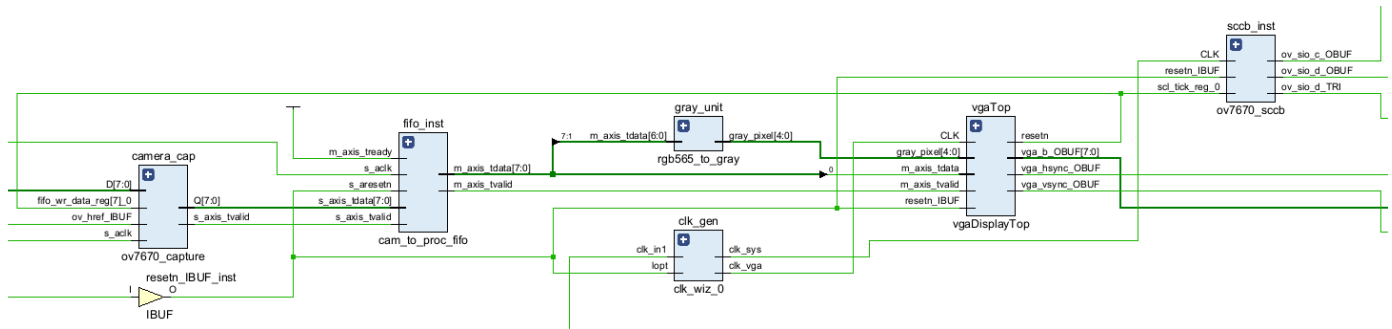 sccb_inst
CLK
resetn_IBUF
scl_tick_reg_0
ov_sio_c_OBUF
ov_sio_d_OBUF
ov_sio_d_TRI
ov7670_sccb
fifo_inst
m_axis_tready
s_aclk
s_aresetn
s_axis_tdata[7:0]
s_axis_tvalid
m_axis_tdata[7:0]
m_axis_tvalid
cam_to_proc_fifo
gray_unit
7:1
m_axis_tdata[6:0]
gray_pixel[4:0]
rgb565_to_gray
vgaTop
CLK
gray_pixel[4:0]
0
m_axis_tdata
m_axis_tvalid
resetn_IBUF
resetn
vga_b_OBUF[7:0]
vga_hsync_OBUF
vga_vsync_OBUF
vgaDisplayTop
camera_cap
D[7:0]
fifo_wr_data_reg[7]_0
ov_href_IBUF
s_aclk
Q[7:0]
s_axis_tvalid
ov7670_capture
clk_gen
clk_in1
lopt
clk_sys
clk_vga
clk_wiz_0
resetn_IBUF_inst
I
O
IBUF